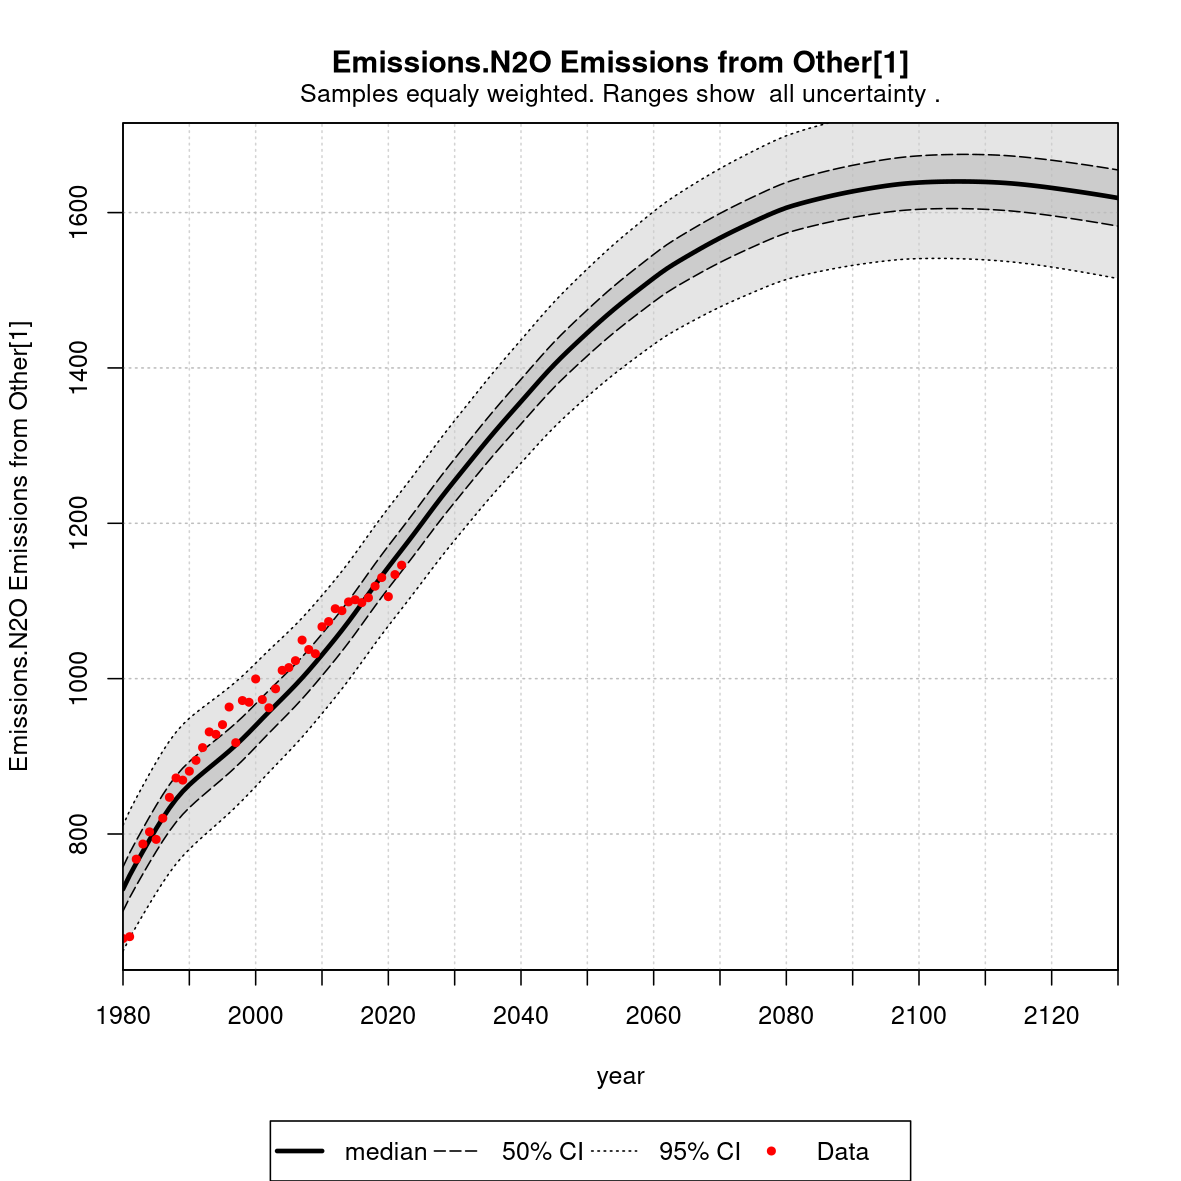 Emissions.N2O Emissions from Other[1]
Samples equaly weighted. Ranges show  all uncertainty .
Emissions.N2O Emissions from Other[1]
1600
1400
1200
1000
800
1980 2000 2020 2040 2060 2080 2100 2120
year
median 50% CI 95% CI Data